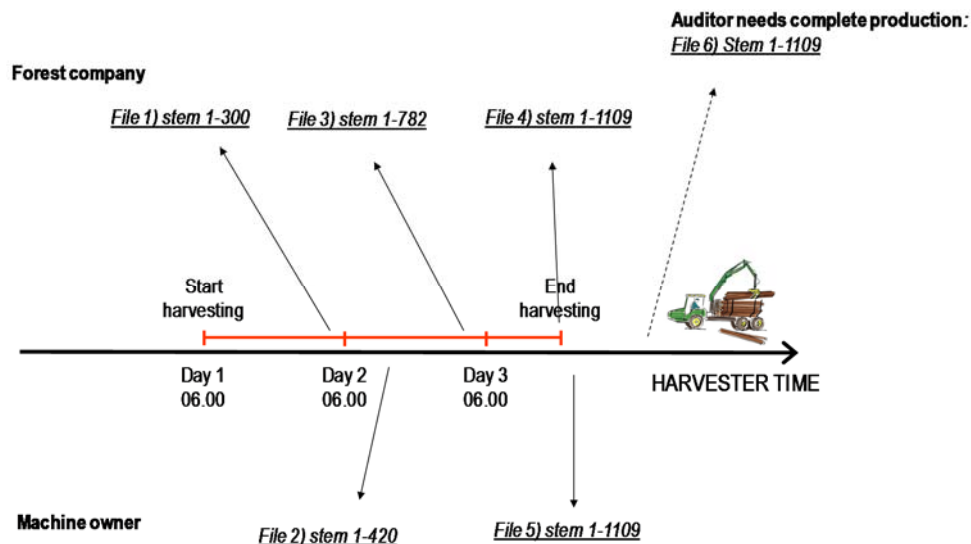 Auditor needs complete production:
File 6) Stem 1-1109
Forest company
File 1) stem 1-300
File 3) stem 1-782
File 4) stem 1-1109
Start
harvesting
End
harvesting
Day 1
06.00
Day 2
06.00
Day 3
06.00
HARVESTER TIME
Machine owner
File 2) stem 1-420
File 5) stem 1-1109